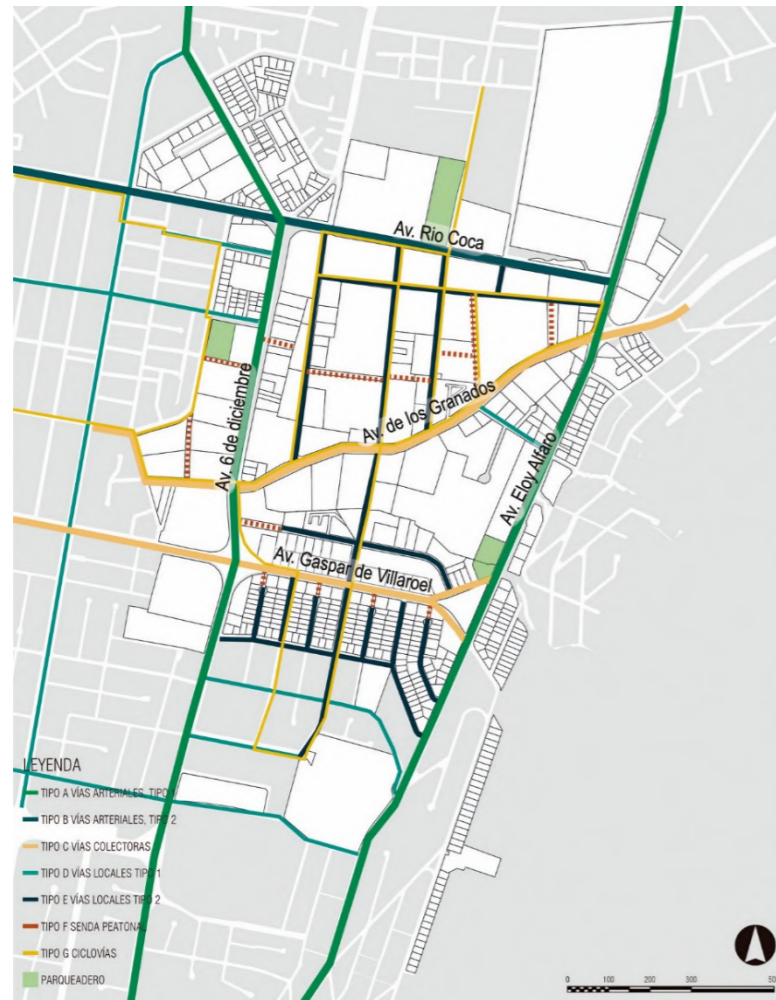 Av. Rio Coca
Av. de los Granados
Av. 6 de diciembre
Av. Eloy Alfaro
Av. Gaspar de Villaroel
LEYENDA
TIPO A VÍAS ARTERIALES, TIPO 1
TIPO B VÍAS ARTERIALES, TIPO 2
TIPO C VÍAS COLECTORAS
TIPO D VÍAS LOCALES TIPO 1
TIPO E VÍAS LOCALES TIPO 2
TIPO F SENDA PEATONAL
TIPO G CICLOVÍAS
PARQUEADERO
0 100 200 300 50